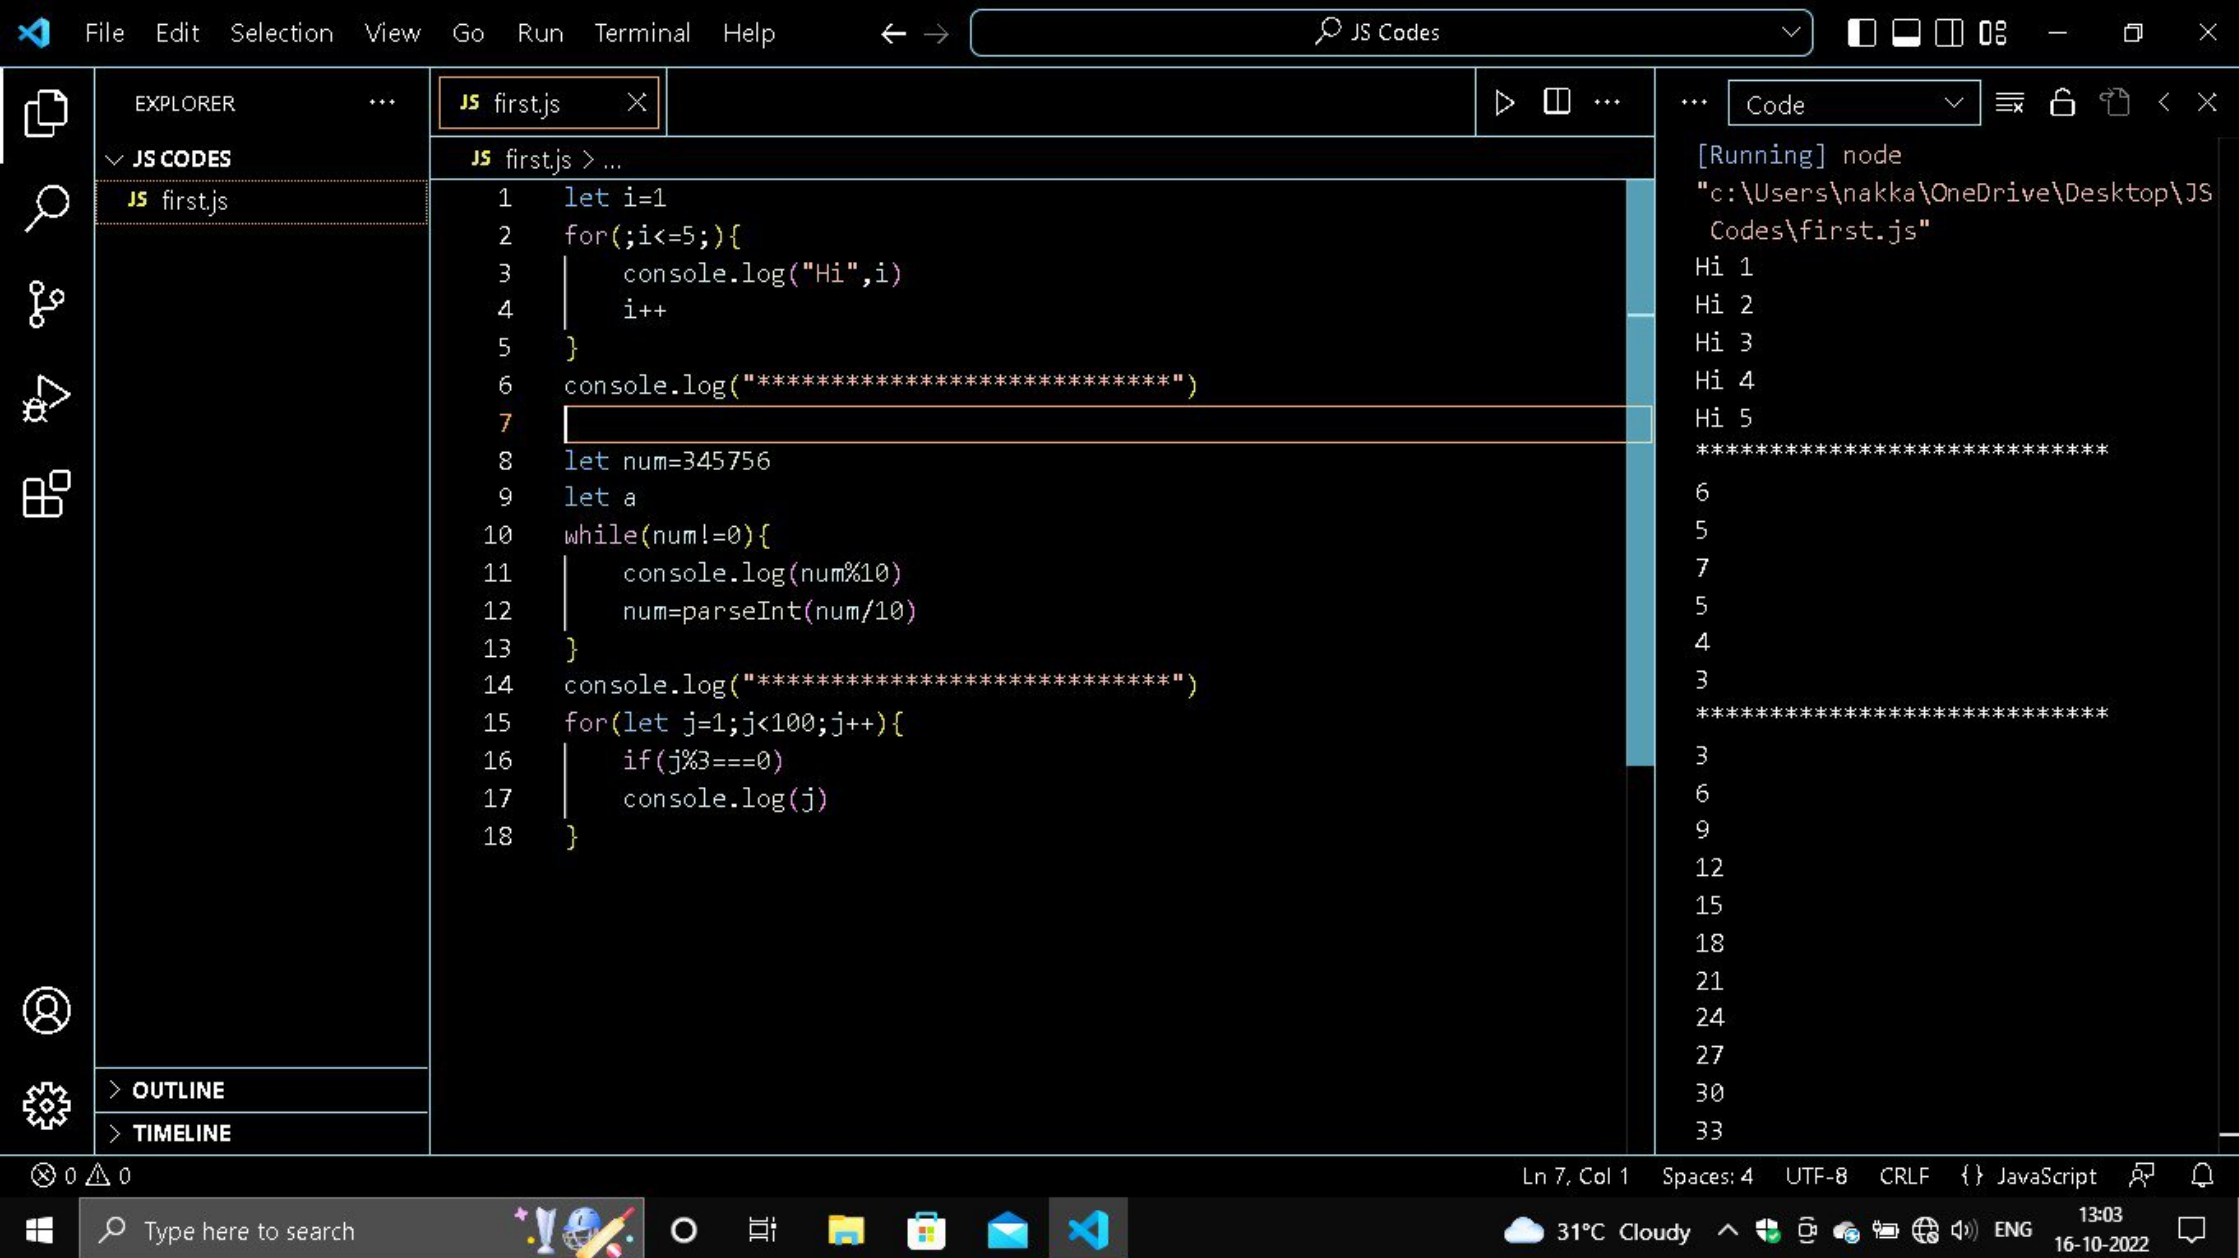 File Edit Selection View Go Run Terminal Help
JS Codes
EXPLORER
JS CODES
JS first.js
OUTLINE
TIMELINE
JS first.js
JS first.js > ...
1 let i=1
2 for(;i<=5;){
3 console.log("Hi",i)
4 i++
5 }
6 console.log("****************************")
7
8 let num=345756
9 let a
10 while(num!=0){
11 console.log(num%10)
12 num=parseInt(num/10)
13 }
14 console.log("****************************")
15 for(let j=1;j<100;j++){
16 if(j%3===0)
17 console.log(j)
18 }
Code
[Running] node
"c:\Users\nakka\OneDrive\Desktop\JS
Codes\first.js"
Hi 1
Hi 2
Hi 3
Hi 4
Hi 5
****************************
6
5
7
5
4
3
****************************
3
6
9
12
15
18
21
24
27
30
33
0 0
Ln 7, Col 1 Spaces: 4 UTF-8 CRLF {} JavaScript
Type here to search
31°C Cloudy
ENG
13:03
16-10-2022